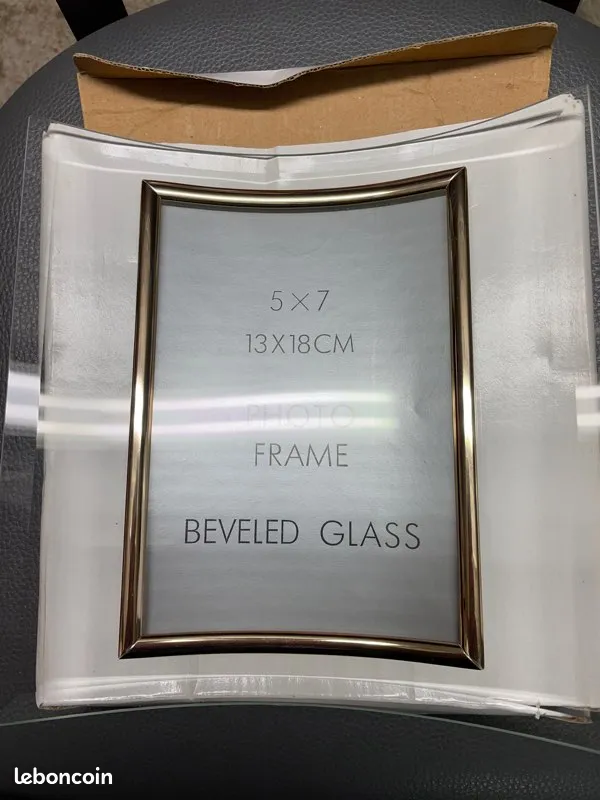 5×7
13X18CM
PHOTO
FRAME
BEVELED GLASS
leboncoin